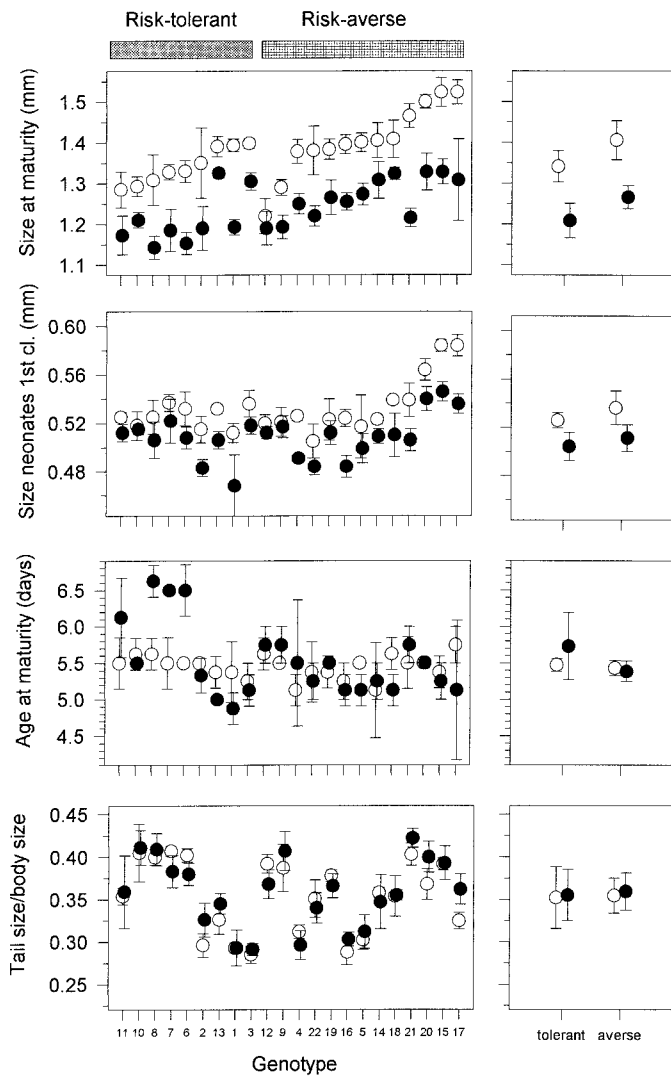 Risk-tolerant Risk-averse
Size at maturity (mm)
1.5
1.4
1.3
1.2
1.1
Size neonates 1st cl. (mm)
0.60
0.56
0.52
0.48
Age at maturity (days)
6.5
6.0
5.5
5.0
4.5
Tail size/body size
0.45
0.40
0.35
0.30
0.25
11 10 8 7 6 2 13 1 3 12 9 4 22 19 16 5 14 18 21 20 15 17
tolerant averse
Genotype